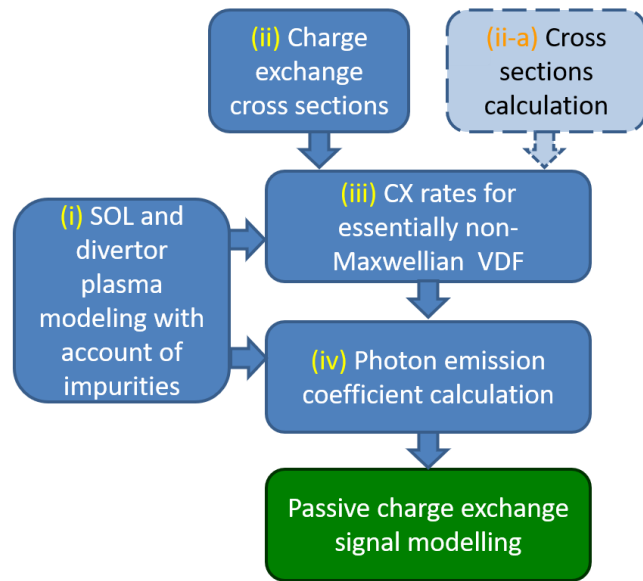 (ii) Charge
exchange
cross sections
(ii-a) Cross
sections
calculation
(i) SOL and
divertor
plasma
modeling with
account of
impurities
(iii) CX rates for
essentially non-
Maxwellian VDF
(iv) Photon emission
coefficient calculation
Passive charge exchange
signal modelling